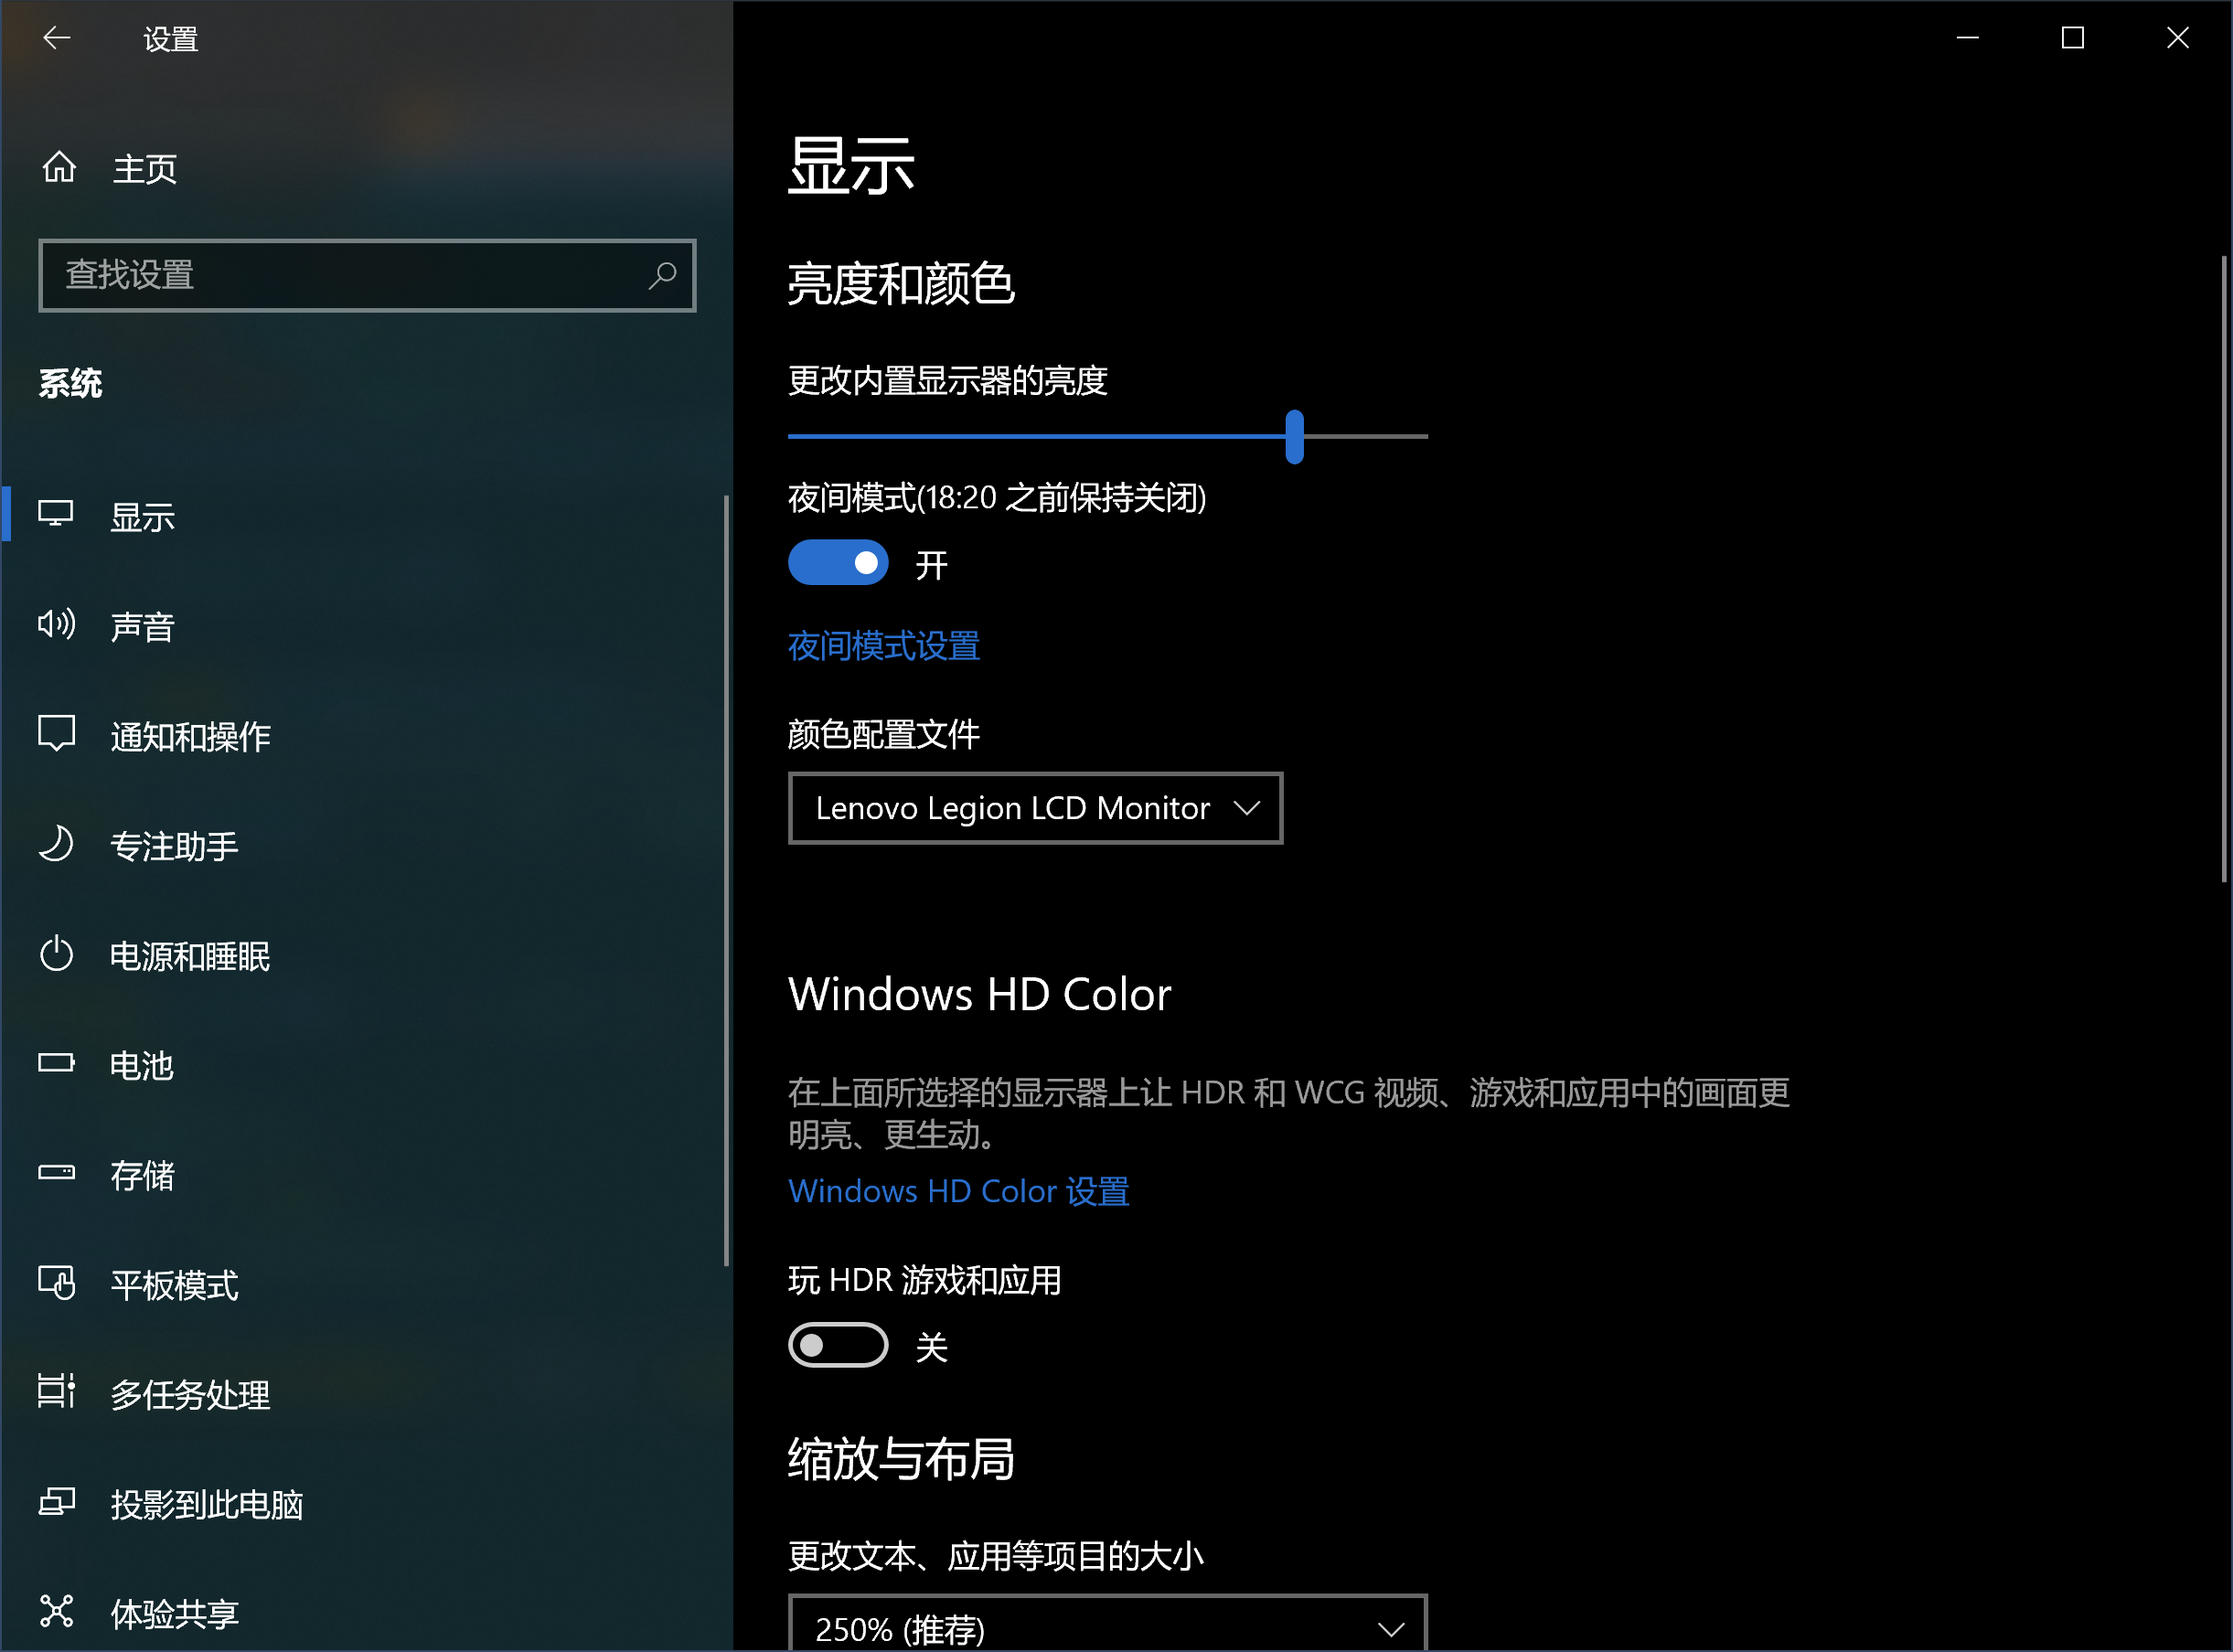 设置
主页
查找设置
系统
显示
声音
通知和操作
专注助手
电源和睡眠
电池
存储
平板模式
多任务处理
投影到此电脑
体验共享
显示
亮度和颜色
更改内置显示器的亮度
夜间模式(18:20 之前保持关闭)
开
夜间模式设置
颜色配置文件
Lenovo Legion LCD Monitor
Windows HD Color
在上面所选择的显示器上让 HDR 和 WCG 视频、游戏和应用中的画面更
明亮、更生动。
Windows HD Color 设置
玩 HDR 游戏和应用
关
缩放与布局
更改文本、应用等项目的大小
250% (推荐)